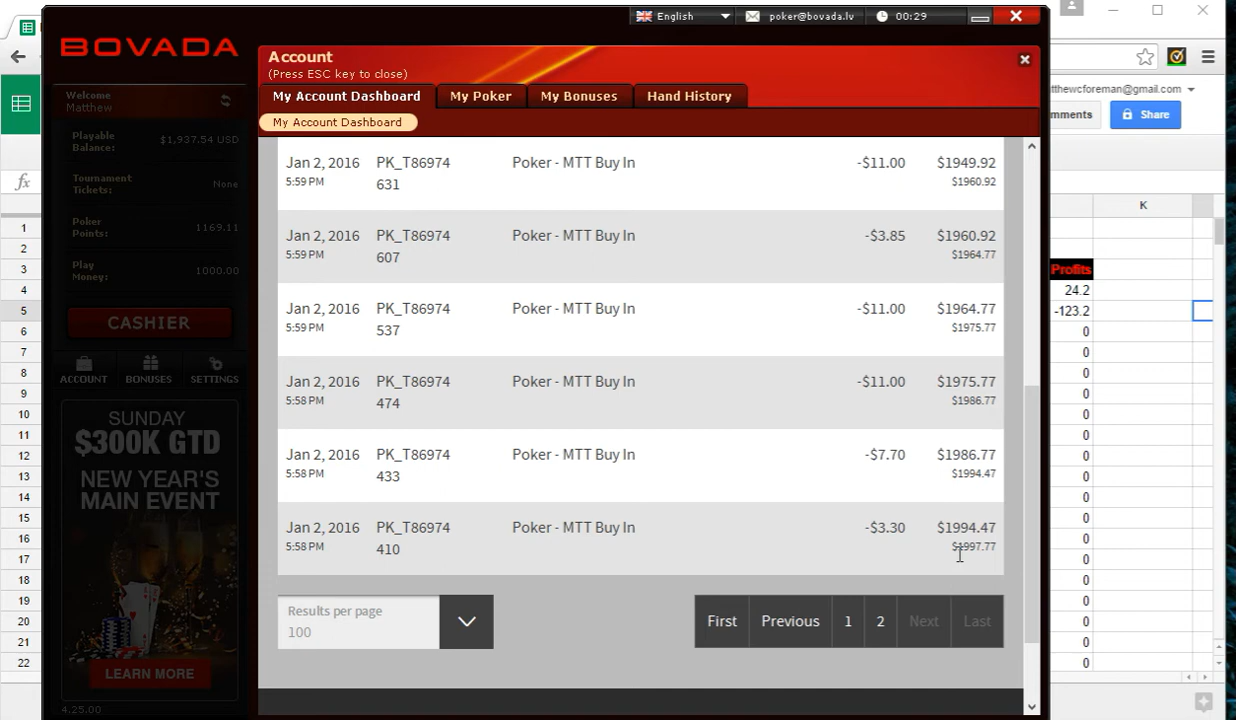 English
poker@bovada.lv
00:29
BOVADA
Account
(Press ESC key to close)
My Account Dashboard
My Poker
My Bonuses
Hand History
My Account Dashboard
Welcome
Matthew
Playable
Balance:
$1,937.54 USD
Tournament
Tickets:
None
Poker
Points:
1169.11
Play
Money:
1000.00
CASHIER
ACCOUNT
BONUSES
SETTINGS
SUNDAY
$300K GTD
NEW YEAR'S
MAIN EVENT
LEARN MORE
4.25.00
Jan 2, 2016 PK_T86974 Poker - MTT Buy In -$11.00 $1949.92
5:59 PM 631 $1960.92
Jan 2, 2016 PK_T86974 Poker - MTT Buy In -$3.85 $1960.92
5:59 PM 607 $1964.77
Jan 2, 2016 PK_T86974 Poker - MTT Buy In -$11.00 $1964.77
5:59 PM 537 $1975.77
Jan 2, 2016 PK_T86974 Poker - MTT Buy In -$11.00 $1975.77
5:58 PM 474 $1986.77
Jan 2, 2016 PK_T86974 Poker - MTT Buy In -$7.70 $1986.77
5:58 PM 433 $1994.47
Jan 2, 2016 PK_T86974 Poker - MTT Buy In -$3.30 $1994.47
5:58 PM 410 $1997.77
Results per page
100
First Previous 1 2 Next Last
tthewcforeman@gmail.com
mments
Share
fx
K
1
2
3 Profits
4 24.2
5 -123.2
6 0
7 0
8 0
9 0
10 0
11 0
12 0
13 0
14 0
15 0
16 0
17 0
18 0
19 0
20 0
21 0
22 0